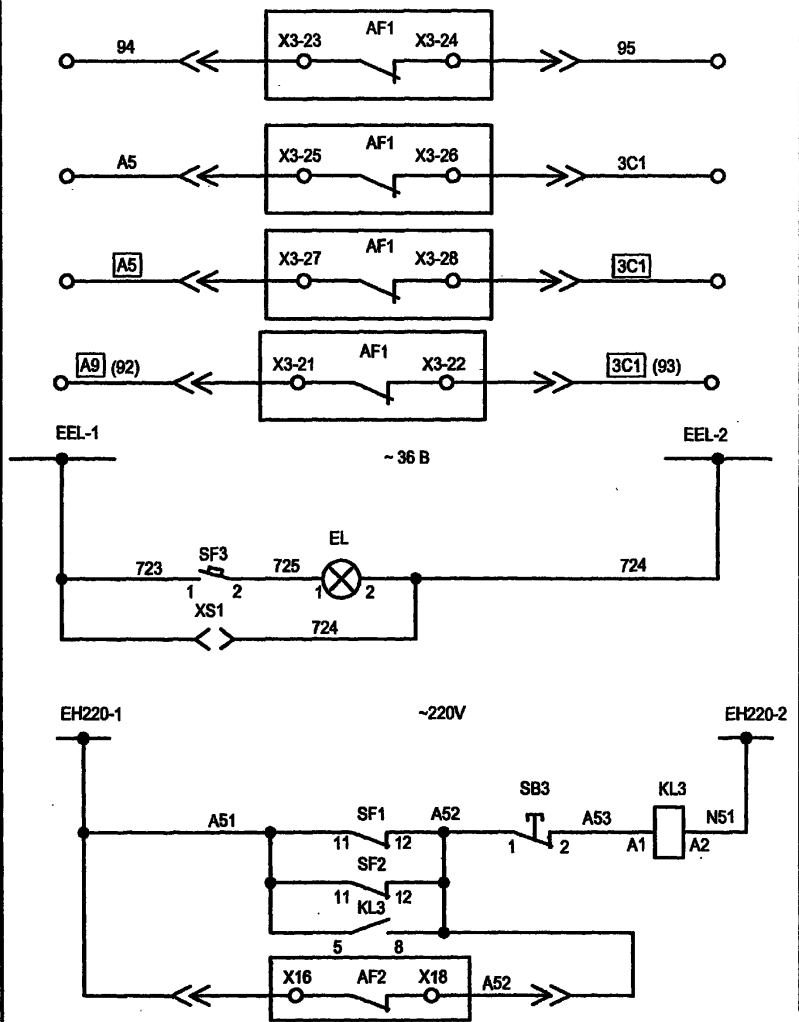 AF1
94 X3-23 X3-24 95
AF1
A5 X3-25 X3-26 3C1
AF1
A5 X3-27 X3-28 3C1
AF1
A9 (92) X3-21 X3-22 3C1 (93)
EEL-1 ~ 36 В EEL-2
SF3 EL
723 725 724
1 2 1 2
XS1
724
EH220-1 ~220V EH220-2
SB3 KL3
A51 SF1 A52 A53 N51
11 12 1 2 A1 A2
SF2
11 12
KL3
5 8
X16 AF2 X18 A52